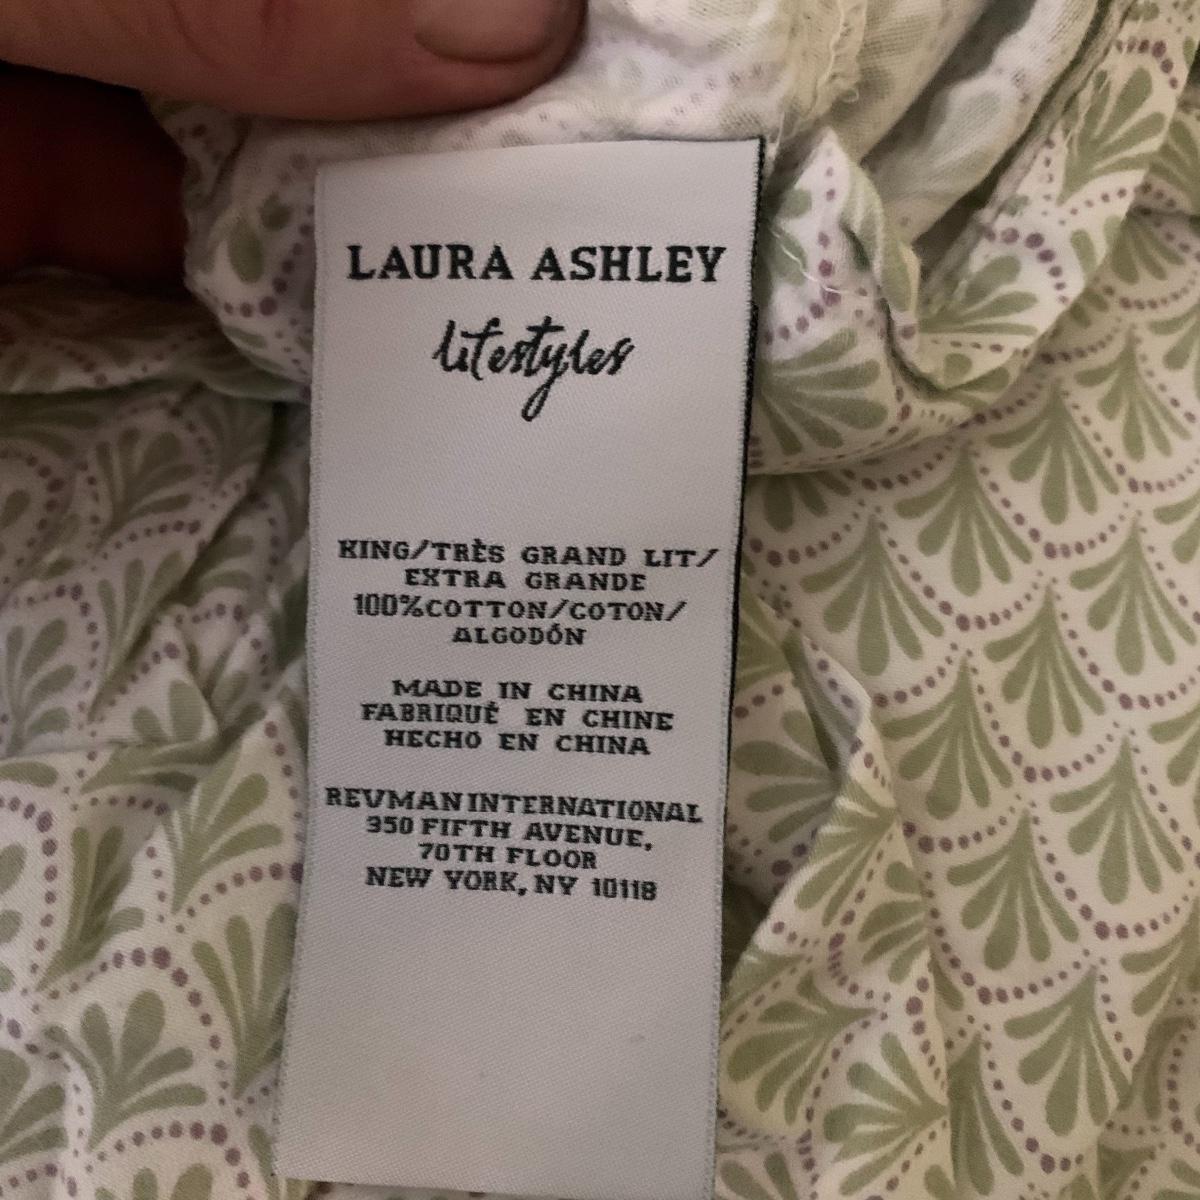 LAURA ASHLEY
lifestyles
KING/TRÈS GRAND LIT/
EXTRA GRANDE
100%COTTON/COTON/
ALGODÓN
MADE IN CHINA
FABRIQUÉ EN CHINE
HECHO EN CHINA
REVMAN INTERNATIONAL
350 FIFTH AVENUE,
70TH FLOOR
NEW YORK, NY 10118